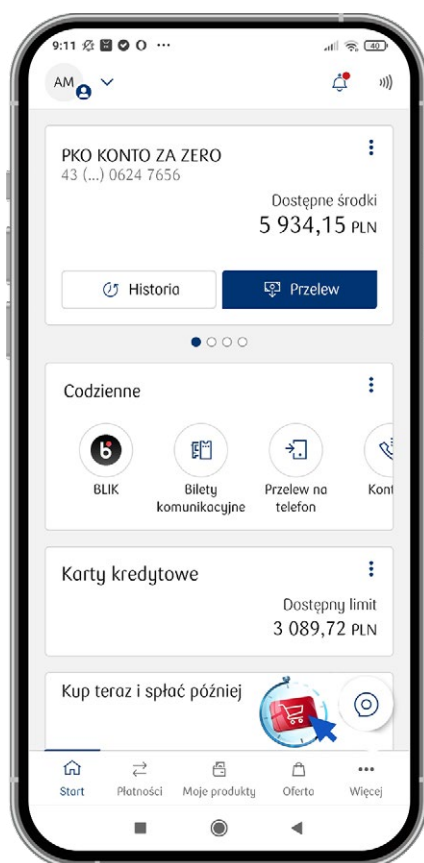 9:11
40
AM
PKO KONTO ZA ZERO
43 (...) 0624 7656
Dostępne środki
5 934,15 PLN
Historia
Przelew
Codzienne
BLIK
Bilety komunikacyjne
Przelew na telefon
Kont
Karty kredytowe
Dostępny limit
3 089,72 PLN
Kup teraz i spłać później
Start
Płatności
Moje produkty
Oferta
Więcej